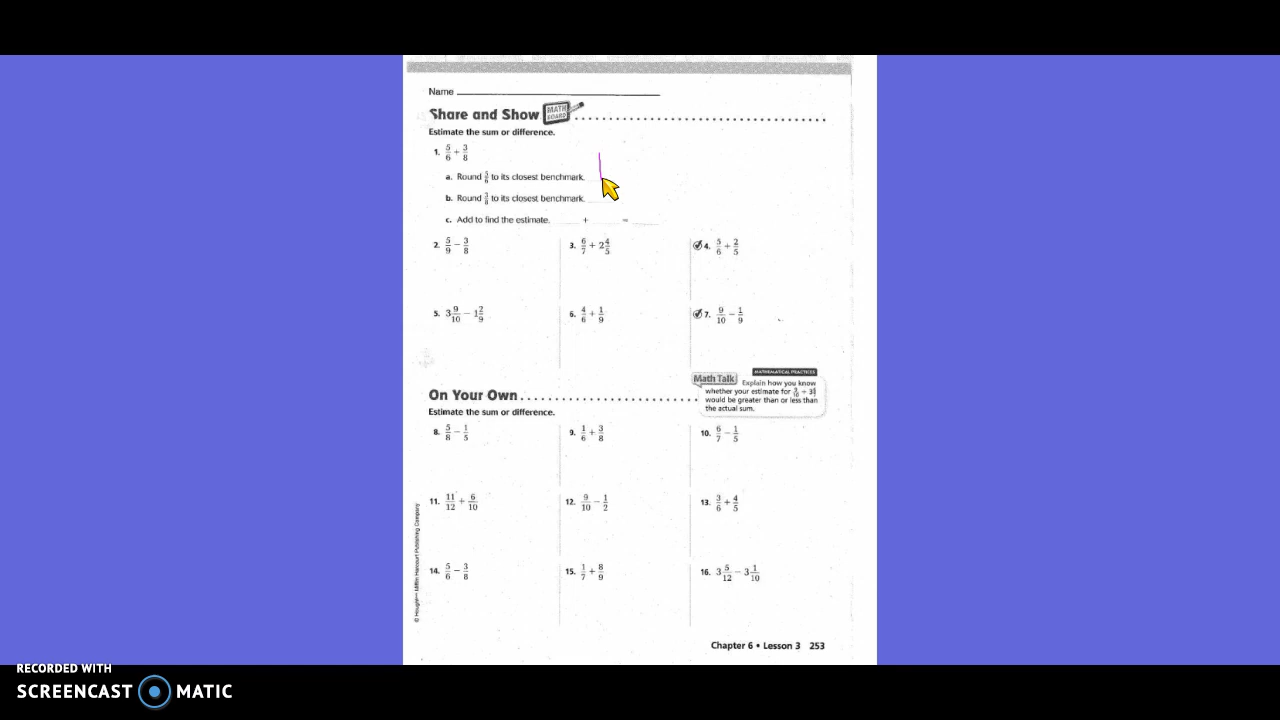 Name
Share and Show MATH BOARD
Estimate the sum or difference.
1. 5/6 + 3/8
a. Round 5/6 to its closest benchmark.
b. Round 3/8 to its closest benchmark.
c. Add to find the estimate. + =
2. 5/9 − 3/8
3. 6/7 + 2 4/5
4. 5/6 + 2/5
5. 3 9/10 − 1 2/9
6. 4/6 + 1/9
7. 9/10 − 1/9
MATHEMATICAL PRACTICES
Math Talk Explain how you know
whether your estimate for
would be greater than or less than
the actual sum.
On Your Own
Estimate the sum or difference.
8. 5/8 − 1/5
9. 1/6 + 3/8
10. 6/7 − 1/5
11. 11/12 + 6/10
12. 9/10 − 1/2
13. 3/6 + 4/5
14. 5/6 − 3/8
15. 1/7 + 8/9
16. 3 5/12 − 3 1/10
© Houghton Mifflin Harcourt Publishing Company
Chapter 6 • Lesson 3 253
RECORDED WITH
SCREENCAST MATIC